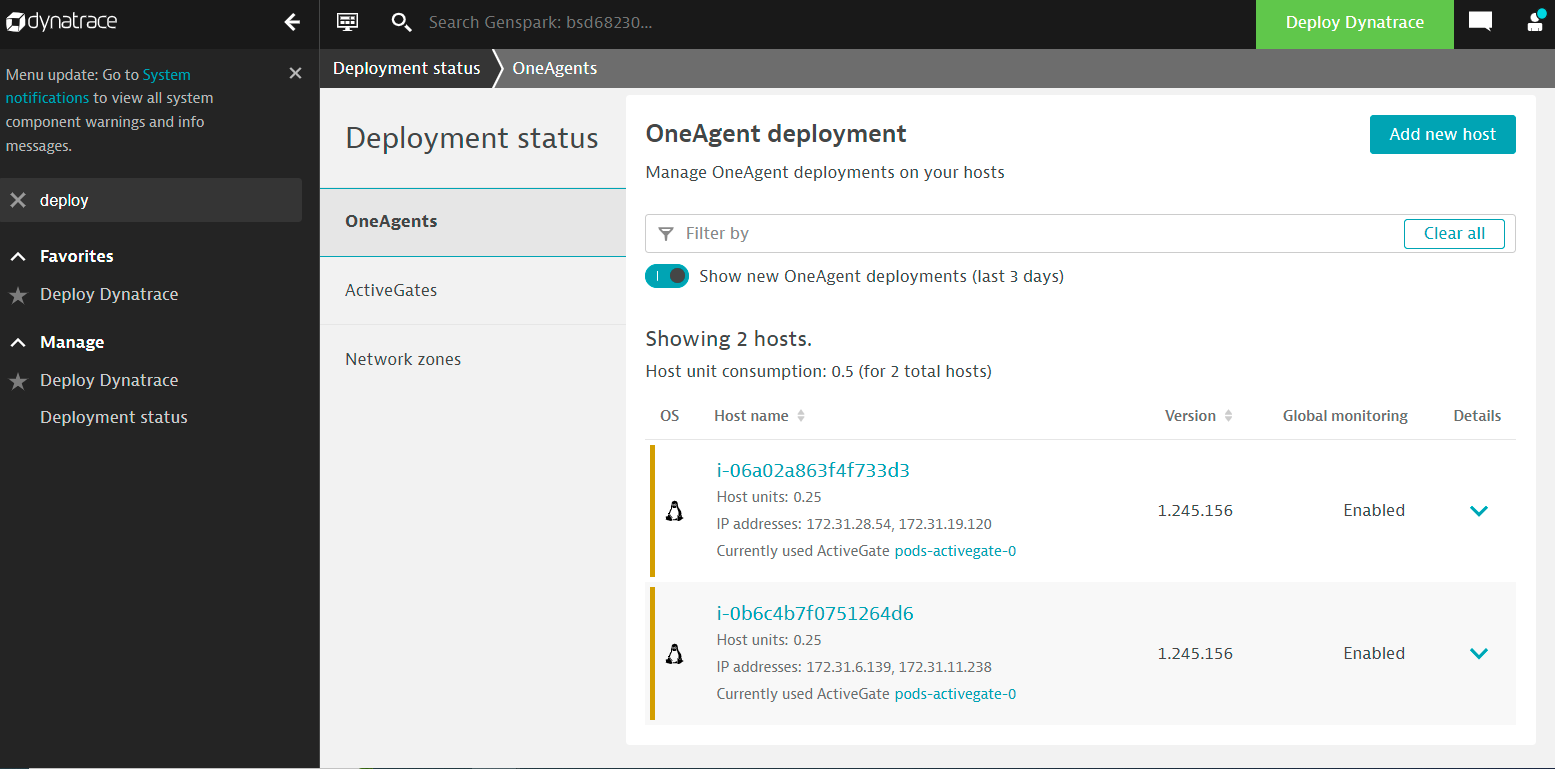 dynatrace
Search Genspark: bsd68230...
Deploy Dynatrace
Menu update: Go to System
notifications to view all system
component warnings and info
messages.
deploy
Favorites
Deploy Dynatrace
Manage
Deploy Dynatrace
Deployment status
Deployment status
OneAgents
Deployment status
OneAgents
ActiveGates
Network zones
OneAgent deployment
Add new host
Manage OneAgent deployments on your hosts
Filter by
Clear all
Show new OneAgent deployments (last 3 days)
Showing 2 hosts.
Host unit consumption: 0.5 (for 2 total hosts)
OS Host name Version Global monitoring Details
i-06a02a863f4f733d3
Host units: 0.25
IP addresses: 172.31.28.54, 172.31.19.120
Currently used ActiveGate pods-activegate-0
1.245.156 Enabled
i-0b6c4b7f0751264d6
Host units: 0.25
IP addresses: 172.31.6.139, 172.31.11.238
Currently used ActiveGate pods-activegate-0
1.245.156 Enabled